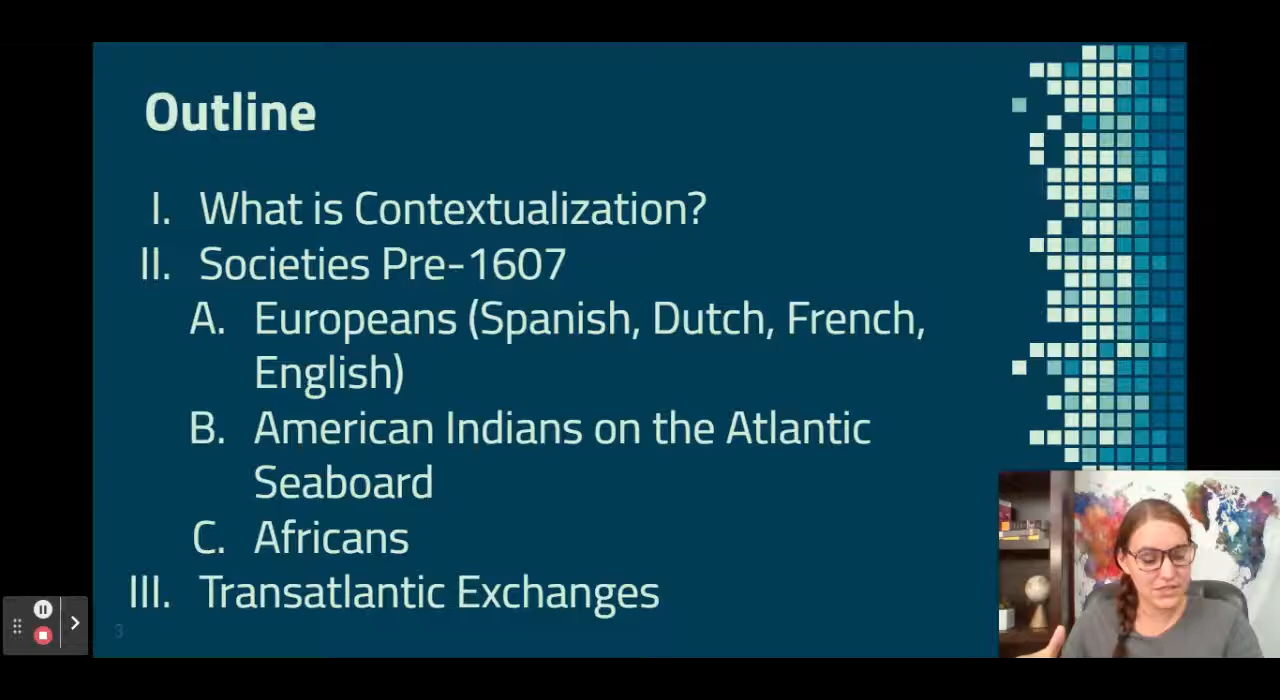 Outline
I. What is Contextualization?
II. Societies Pre-1607
A. Europeans (Spanish, Dutch, French,
English)
B. American Indians on the Atlantic
Seaboard
C. Africans
III. Transatlantic Exchanges
3